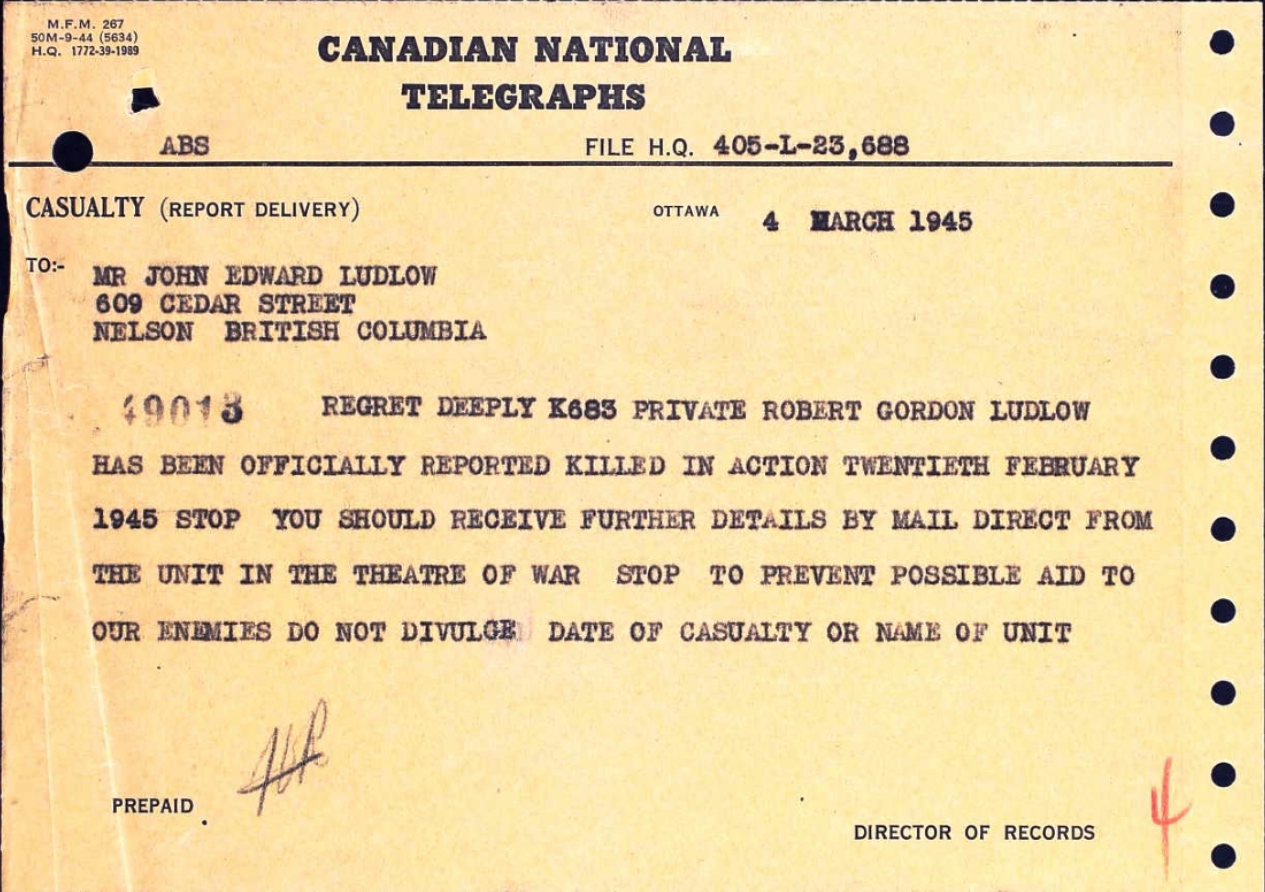 M.F.M. 267
50M-9-44 (5634)
H.Q. 1772-39-1989
CANADIAN NATIONAL
TELEGRAPHS
ABS FILE H.Q. 405-L-23,688
CASUALTY (REPORT DELIVERY) OTTAWA 4 MARCH 1945
TO:- MR JOHN EDWARD LUDLOW
609 CEDAR STREET
NELSON BRITISH COLUMBIA
49013 REGRET DEEPLY K683 PRIVATE ROBERT GORDON LUDLOW
HAS BEEN OFFICIALLY REPORTED KILLED IN ACTION TWENTIETH FEBRUARY
1945 STOP YOU SHOULD RECEIVE FURTHER DETAILS BY MAIL DIRECT FROM
THE UNIT IN THE THEATRE OF WAR STOP TO PREVENT POSSIBLE AID TO
OUR ENEMIES DO NOT DIVULGE DATE OF CASUALTY OR NAME OF UNIT
PREPAID
DIRECTOR OF RECORDS
4